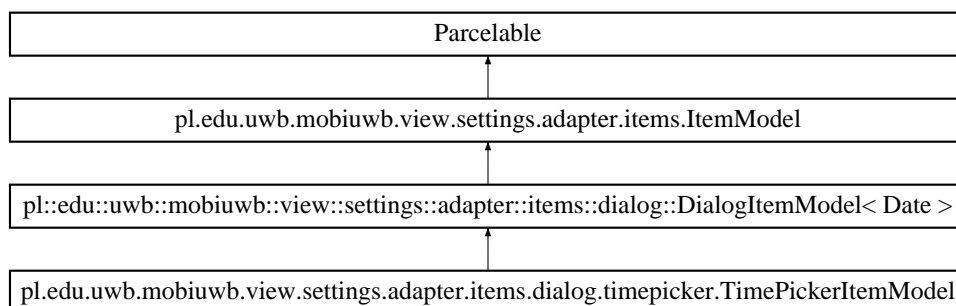 Parcelable
pl.edu.uwb.mobiuwb.view.settings.adapter.items.ItemModel
pl::edu::uwb::mobiuwb::view::settings::adapter::items::dialog::DialogItemModel< Date >
pl.edu.uwb.mobiuwb.view.settings.adapter.items.dialog.timepicker.TimePickerItemModel